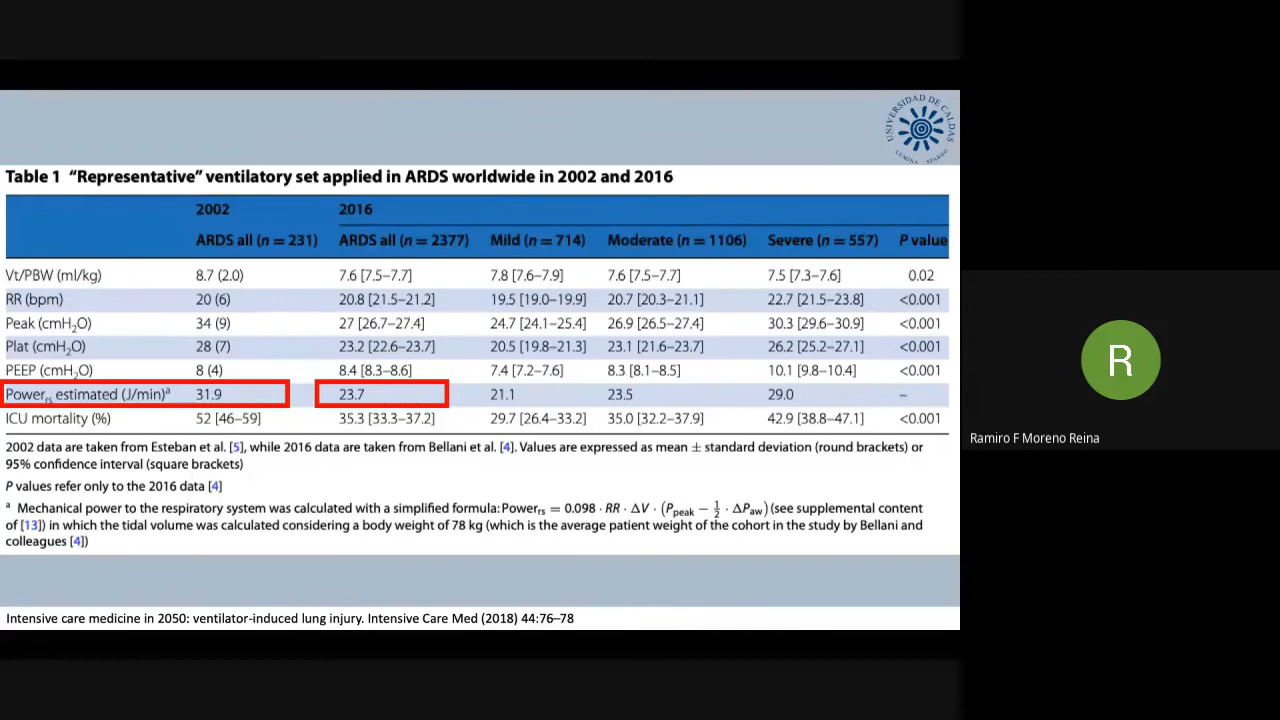 UNIVERSIDAD DE CALDAS
LUMINA SPARGO
Table 1 “Representative” ventilatory set applied in ARDS worldwide in 2002 and 2016
2002 2016
ARDS all (n = 231) ARDS all (n = 2377) Mild (n = 714) Moderate (n = 1106) Severe (n = 557) P value
Vt/PBW (ml/kg) 8.7 (2.0) 7.6 [7.5–7.7] 7.8 [7.6–7.9] 7.6 [7.5–7.7] 7.5 [7.3–7.6] 0.02
RR (bpm) 20 (6) 20.8 [21.5–21.2] 19.5 [19.0–19.9] 20.7 [20.3–21.1] 22.7 [21.5–23.8] <0.001
Peak (cmH2O) 34 (9) 27 [26.7–27.4] 24.7 [24.1–25.4] 26.9 [26.5–27.4] 30.3 [29.6–30.9] <0.001
Plat (cmH2O) 28 (7) 23.2 [22.6–23.7] 20.5 [19.8–21.3] 23.1 [21.6–23.7] 26.2 [25.2–27.1] <0.001
PEEP (cmH2O) 8 (4) 8.4 [8.3–8.6] 7.4 [7.2–7.6] 8.3 [8.1–8.5] 10.1 [9.8–10.4] <0.001
Powerrs estimated (J/min)a 31.9 23.7 21.1 23.5 29.0 –
ICU mortality (%) 52 [46–59] 35.3 [33.3–37.2] 29.7 [26.4–33.2] 35.0 [32.2–37.9] 42.9 [38.8–47.1] <0.001
2002 data are taken from Esteban et al. [5], while 2016 data are taken from Bellani et al. [4]. Values are expressed as mean ± standard deviation (round brackets) or
95% confidence interval (square brackets)
P values refer only to the 2016 data [4]
a Mechanical power to the respiratory system was calculated with a simplified formula: Powerrs = 0.098 · RR · ΔV · (Ppeak − 1/2 · ΔPaw) (see supplemental content
of [13]) in which the tidal volume was calculated considering a body weight of 78 kg (which is the average patient weight of the cohort in the study by Bellani and
colleagues [4])
Intensive care medicine in 2050: ventilator-induced lung injury. Intensive Care Med (2018) 44:76–78
R
Ramiro F Moreno Reina